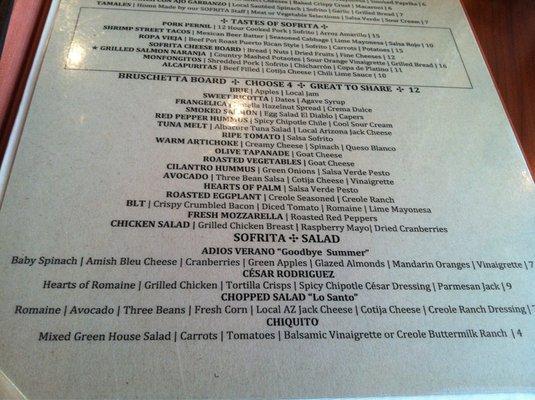 AJO GARBANZO | Local Sautéed Spinach | Sofrito | Garlic | Grilled Bread | 7
TAMALES | Home Made by our SOFRITA Staff | Meat or Vegetable Selections | Salsa Verde | Sour Cream | 7
✣ TASTES OF SOFRITA ✣
PORK PERNIL | 12 Hour Cooked Pork | Sofrito | Arros Amarillo | 15
SHRIMP STREET TACOS | Mexican Beer Batter | Seasoned Cabbage | Lime Mayonesa | Salsa Rojo | 10
ROPA VIEJA | Beef Pot Roast Puerto Rican Style | Sofrito | Carrots | Potatoes | 15
SOFRITA CHEESE BOARD | Bread | Nuts | Dried Fruits | Fine Cheeses | 12
★ GRILLED SALMON NARANJA | Country Mashed Potatoes | Sour Orange Vinaigrette | Grilled Bread | 16
MONFONGITOS | Shredded Pork | Sofrito | Chicharrón | Copa de Platino | 11
ALCAPURITAS | Beef Filled | Cotija Cheese | Chili Lime Sauce | 10
BRUSCHETTA BOARD ✣ CHOOSE 4 ✣ GREAT TO SHARE ✣ 12
BRIE | Apples | Local Jam
SWEET RICOTTA | Dates | Agave Syrup
FRANGELICA | Nutella Hazelnut Spread | Crema Dulce
SMOKED SALMON | Egg Salad El Diablo | Capers
RED PEPPER HUMMUS | Spicy Chipotle Chile | Cool Sour Cream
TUNA MELT | Albacore Tuna Salad | Local Arizona Jack Cheese
RIPE TOMATO | Salsa Sofrito
WARM ARTICHOKE | Creamy Cheese | Spinach | Queso Blanco
OLIVE TAPANADE | Goat Cheese
ROASTED VEGETABLES | Goat Cheese
CILANTRO HUMMUS | Green Onions | Salsa Verde Pesto
AVOCADO | Three Bean Salsa | Cotija Cheese | Vinaigrette
HEARTS OF PALM | Salsa Verde Pesto
ROASTED EGGPLANT | Creole Seasoned | Creole Ranch
BLT | Crispy Crumbled Bacon | Diced Tomato | Romaine | Lime Mayonesa
FRESH MOZZARELLA | Roasted Red Peppers
CHICKEN SALAD | Grilled Chicken Breast | Raspberry Mayo| Dried Cranberries
SOFRITA ✣ SALAD
ADIOS VERANO "Goodbye Summer"
Baby Spinach | Amish Bleu Cheese | Cranberries | Green Apples | Glazed Almonds | Mandarin Oranges | Vinaigrette | 7
CÉSAR RODRIGUEZ
Hearts of Romaine | Grilled Chicken | Tortilla Crisps | Spicy Chipotle César Dressing | Parmesan Jack | 9
CHOPPED SALAD "Lo Santo"
Romaine | Avocado | Three Beans | Fresh Corn | Local AZ Jack Cheese | Cotija Cheese | Creole Ranch Dressing | 7
CHIQUITO
Mixed Green House Salad | Carrots | Tomatoes | Balsamic Vinaigrette or Creole Buttermilk Ranch | 4